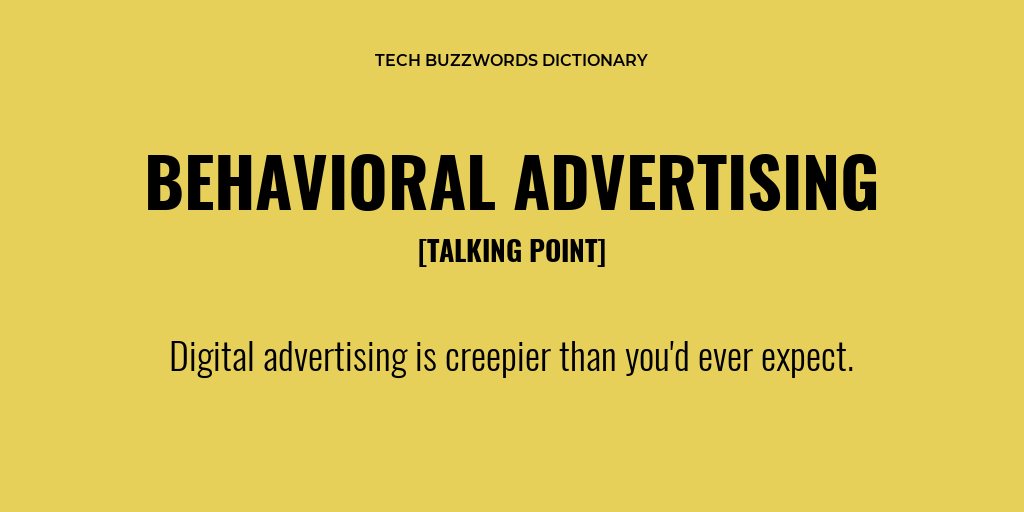 TECH BUZZWORDS DICTIONARY
BEHAVIORAL ADVERTISING
[TALKING POINT]
Digital advertising is creepier than you'd ever expect.